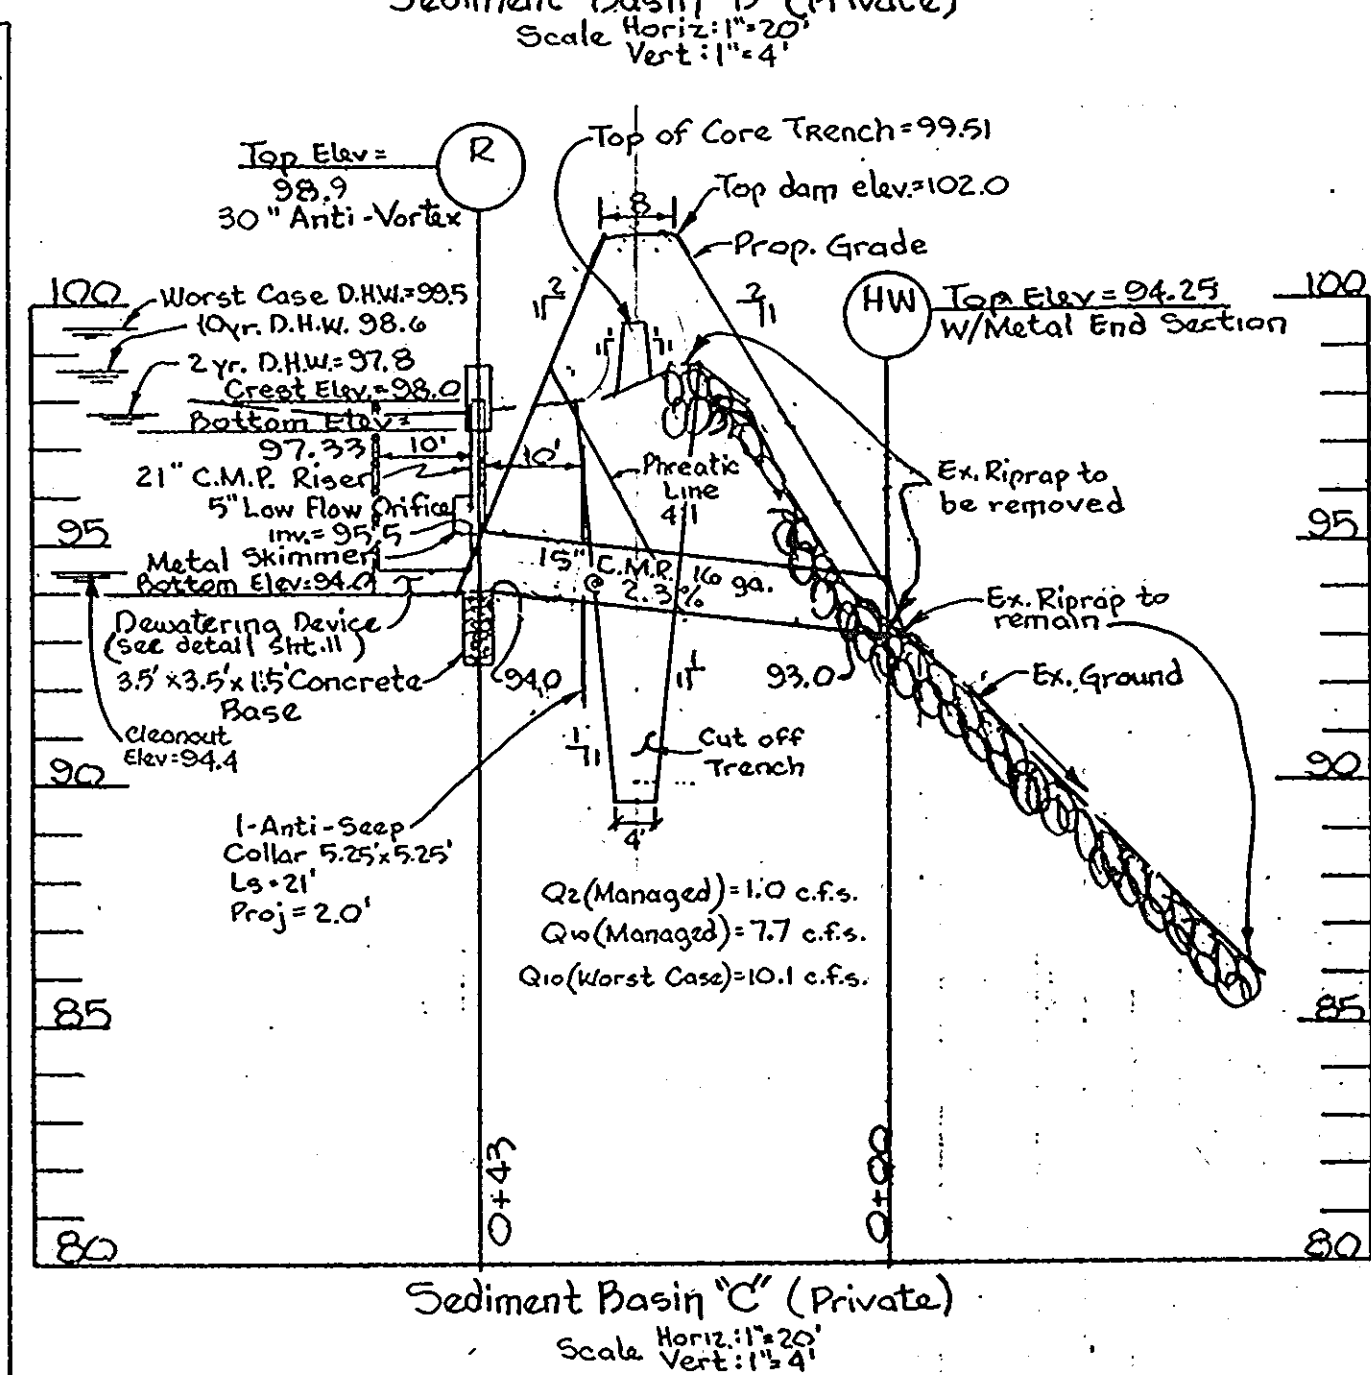 Sediment Basin "B" (Private)
Scale Horiz: 1"=20'
Vert: 1"=4'
Top Elev=
98.9
30" Anti-Vortex
R
Top of Core Trench=99.51
Top dam elev.=102.0
8
Prop. Grade
HW
Top Elev = 94.25
W/Metal End Section
100
100
Worst Case D.H.W.=99.5
10yr. D.H.W. 98.6
2 yr. D.H.W.=97.8
Crest Elev.=98.0
Bottom Elev=
97.33
10'
10'
21" C.M.P. Riser
5" Low Flow Orifice
inv.=95.5
95
95
Metal Skimmer
Bottom Elev:94.0
2
1
2
1
1
1
1
1
Phreatic
Line
4:1
Ex. Riprap to
be removed
15" C.M.P. 16 ga.
@ 2.3 %
Ex. Riprap to
remain
Dewatering Device
(see detail sht.11)
3.5'x3.5'x1.5' Concrete
Base
94.0
93.0
Ex. Ground
1
1
1
1
Cleanout
Elev=94.4
Cut off
Trench
90
90
4'
1-Anti-Seep
Collar 5.25'x5.25'
Ls=21'
Proj=2.0'
Q2(Managed)=1.0 c.f.s.
Q10(Managed)=7.7 c.f.s.
Q10(Worst Case)=10.1 c.f.s.
85
85
0+43
0+00
80
80
Sediment Basin "C" (Private)
Scale Horiz.:1"=20'
Vert:1"=4'